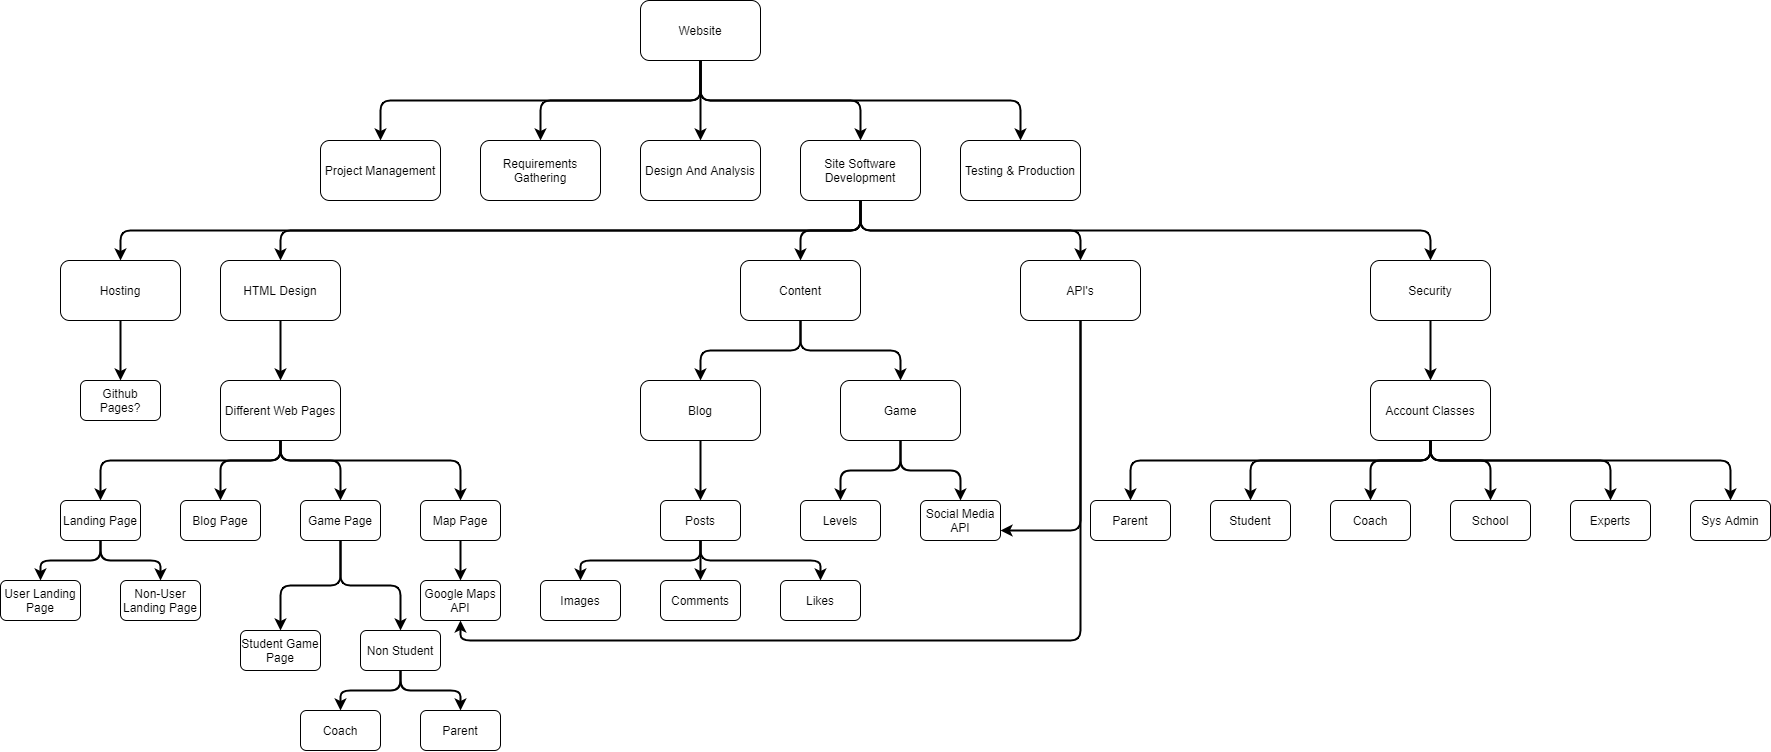 Website
Project Management
Requirements
Gathering
Design And Analysis
Site Software
Development
Testing & Production
Hosting
HTML Design
Content
API's
Security
Github
Pages?
Different Web Pages
Blog
Game
Account Classes
Landing Page
Blog Page
Game Page
Map Page
Posts
Levels
Social Media
API
Parent
Student
Coach
School
Experts
Sys Admin
User Landing
Page
Non-User
Landing Page
Google Maps
API
Images
Comments
Likes
Student Game
Page
Non Student
Coach
Parent